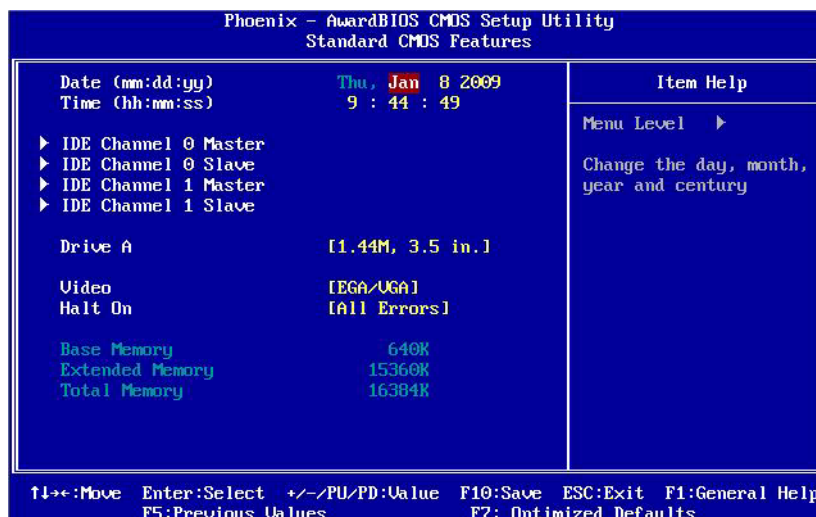 Phoenix - AwardBIOS CMOS Setup Utility
Standard CMOS Features
Date (mm:dd:yy) Thu, Jan 8 2009
Time (hh:mm:ss) 9 : 44 : 49
IDE Channel 0 Master
IDE Channel 0 Slave
IDE Channel 1 Master
IDE Channel 1 Slave
Drive A [1.44M, 3.5 in.]
Video [EGA/VGA]
Halt On [All Errors]
Base Memory 640K
Extended Memory 15360K
Total Memory 16384K
Item Help
Menu Level
Change the day, month,
year and century
↑↓→←:Move Enter:Select +/-/PU/PD:Value F10:Save ESC:Exit F1:General Help
F5:Previous Values F7: Optimized Defaults